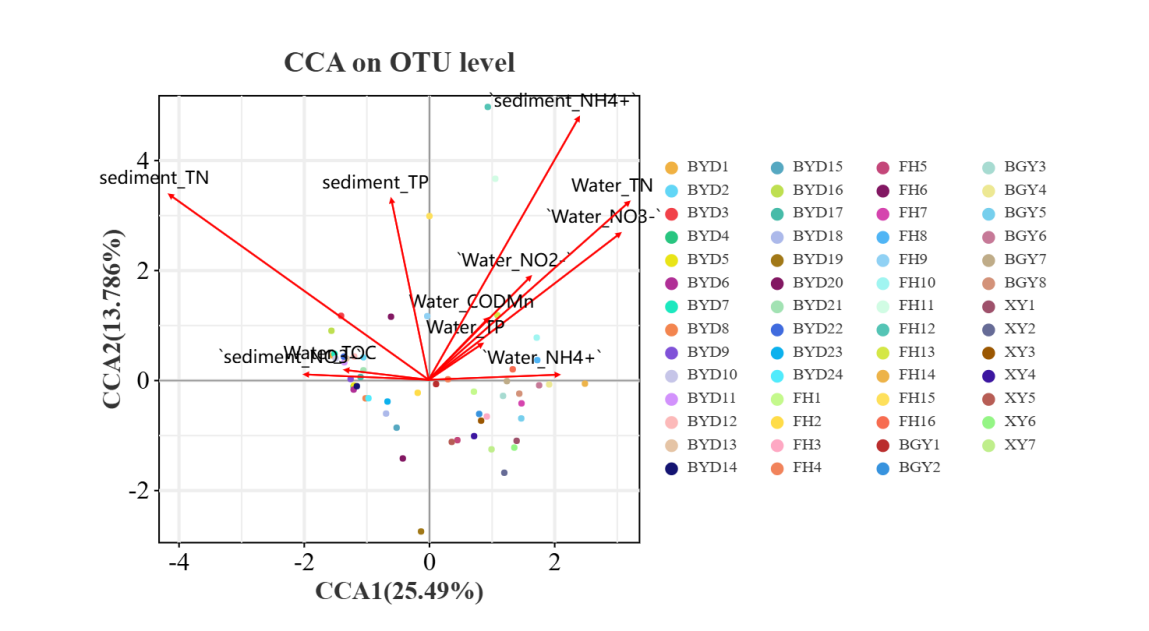 CCA on OTU level
`sediment_NH4+`
sediment_TN
sediment_TP
Water_TN
`Water_NO3-`
`Water_NO2-`
Water_CODMn
Water_TP
`sediment_NO3-`
Water_TOC
`Water_NH4+`
4
2
0
-2
CCA2(13.786%)
-4
-2
0
2
CCA1(25.49%)
BYD1
BYD2
BYD3
BYD4
BYD5
BYD6
BYD7
BYD8
BYD9
BYD10
BYD11
BYD12
BYD13
BYD14
BYD15
BYD16
BYD17
BYD18
BYD19
BYD20
BYD21
BYD22
BYD23
BYD24
FH1
FH2
FH3
FH4
FH5
FH6
FH7
FH8
FH9
FH10
FH11
FH12
FH13
FH14
FH15
FH16
BGY1
BGY2
BGY3
BGY4
BGY5
BGY6
BGY7
BGY8
XY1
XY2
XY3
XY4
XY5
XY6
XY7